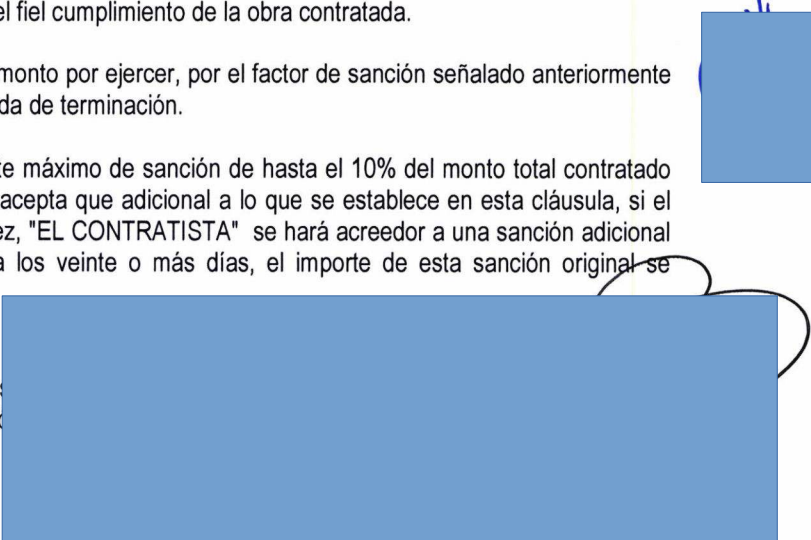 el fiel cumplimiento de la obra contratada.
monto por ejercer, por el factor de sanción señalado anteriormente
da de terminación.
te máximo de sanción de hasta el 10% del monto total contratado
acepta que adicional a lo que se establece en esta cláusula, si el
ez, "EL CONTRATISTA" se hará acreedor a una sanción adicional
a los veinte o más días, el importe de esta sanción original se